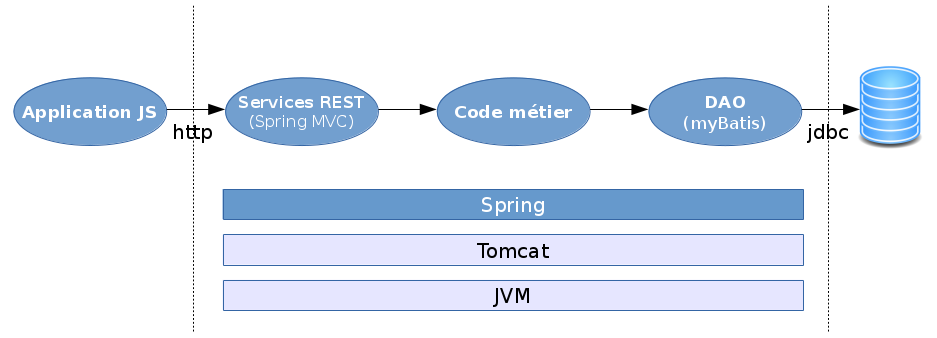 Application JS
http
Services REST
(Spring MVC)
Code métier
DAO
(myBatis)
jdbc
Spring
Tomcat
JVM